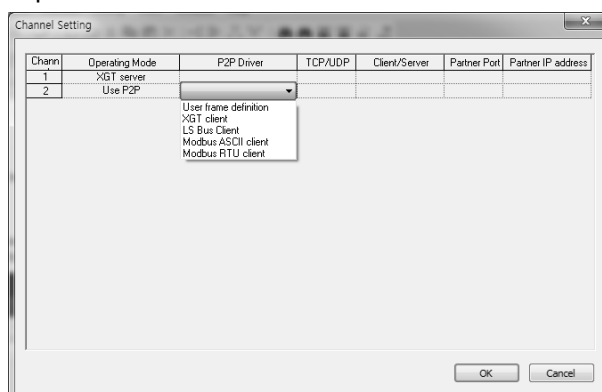 Channel Setting
Chann Operating Mode P2P Driver TCP/UDP Client/Server Partner Port Partner IP address
1 XGT server
2 Use P2P
User frame definition
XGT client
LS Bus Client
Modbus ASCII client
Modbus RTU client
OK Cancel